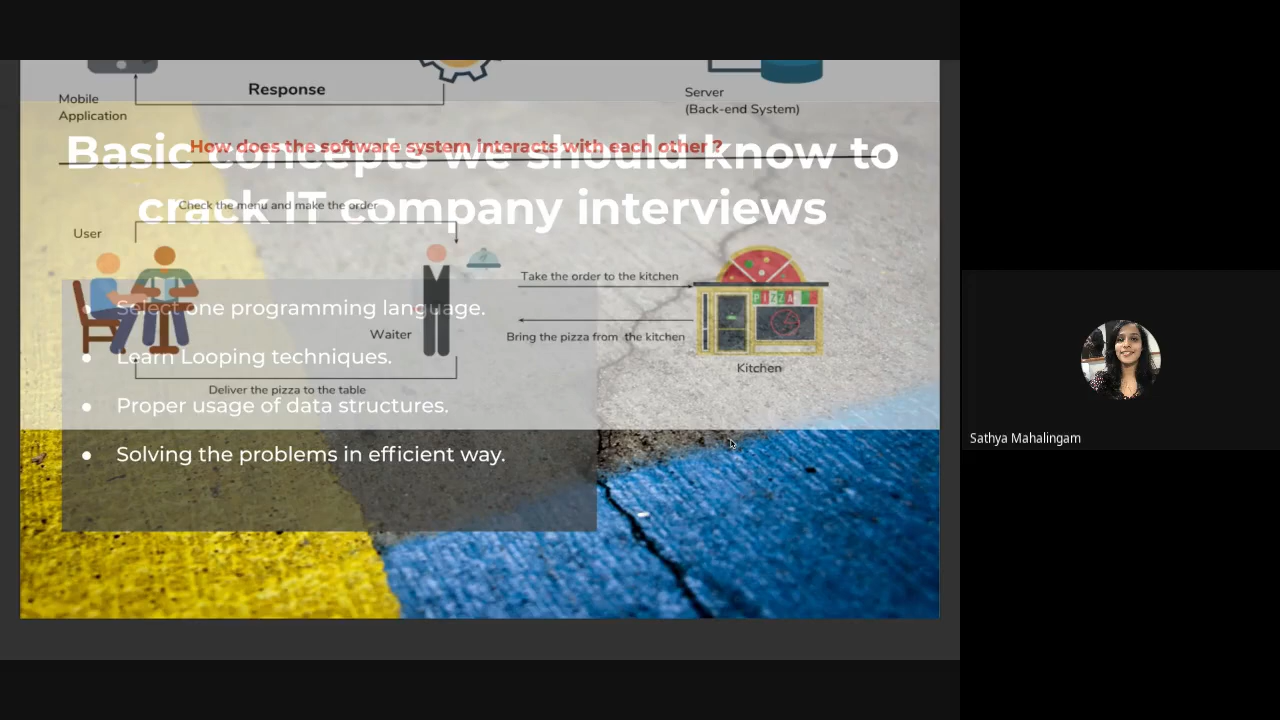 Response
Mobile
Application
Server
(Back-end System)
How does the software system interacts with each other ?
Basic concepts we should know to
crack IT company interviews
Check the menu and make the order
User
Take the order to the kitchen
PIZZA
● Select one programming language.
Waiter
Bring the pizza from the kitchen
● Learn Looping techniques.
Kitchen
Deliver the pizza to the table
● Proper usage of data structures.
● Solving the problems in efficient way.
Sathya Mahalingam